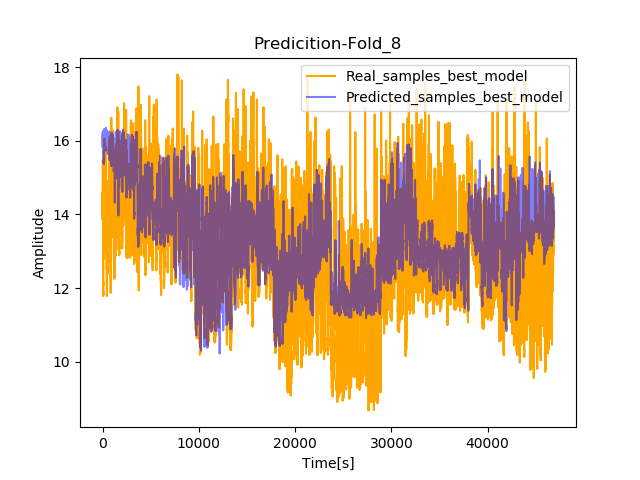 Predicition-Fold_8
Real_samples_best_model
Predicted_samples_best_model
18
16
14
12
10
Amplitude
0
10000
20000
30000
40000
Time[s]